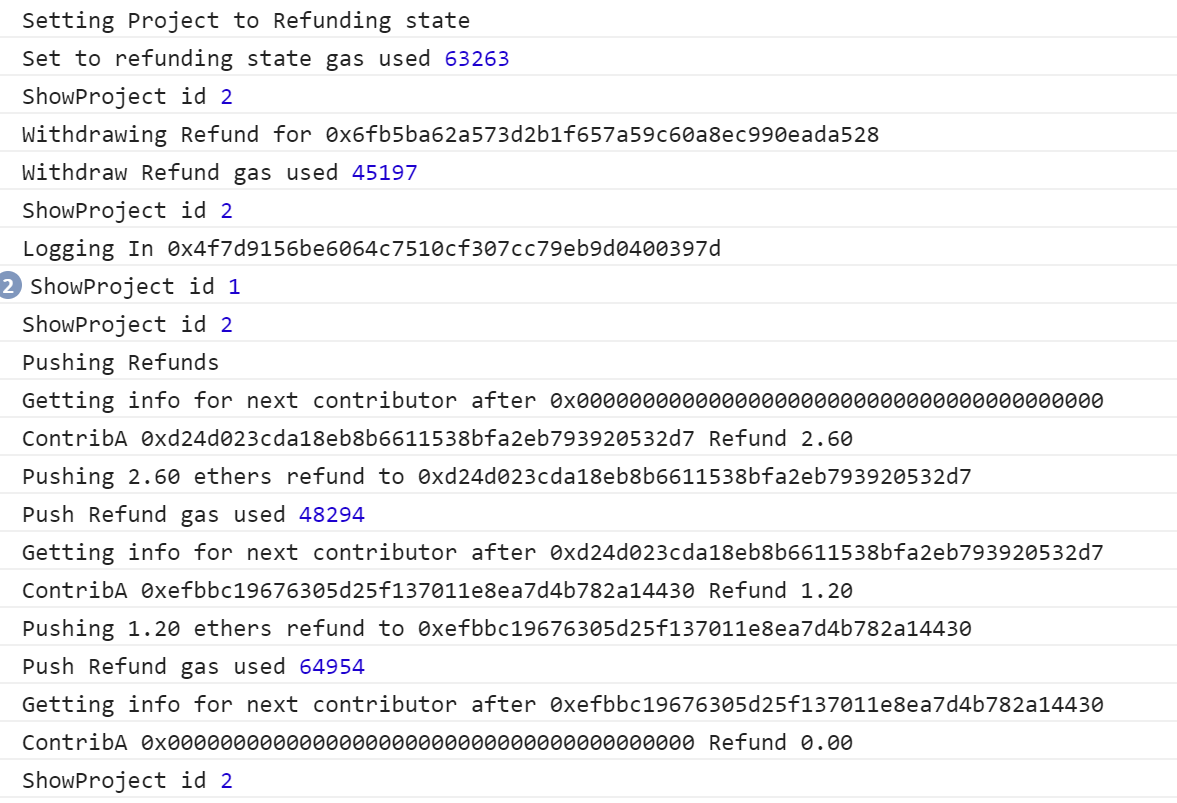 Setting Project to Refunding state
Set to refunding state gas used 63263
ShowProject id 2
Withdrawing Refund for 0x6fb5ba62a573d2b1f657a59c60a8ec990eada528
Withdraw Refund gas used 45197
ShowProject id 2
Logging In 0x4f7d9156be6064c7510cf307cc79eb9d0400397d
2 ShowProject id 1
ShowProject id 2
Pushing Refunds
Getting info for next contributor after 0x0000000000000000000000000000000000000000
ContribA 0xd24d023cda18eb8b6611538bfa2eb793920532d7 Refund 2.60
Pushing 2.60 ethers refund to 0xd24d023cda18eb8b6611538bfa2eb793920532d7
Push Refund gas used 48294
Getting info for next contributor after 0xd24d023cda18eb8b6611538bfa2eb793920532d7
ContribA 0xefbbc19676305d25f137011e8ea7d4b782a14430 Refund 1.20
Pushing 1.20 ethers refund to 0xefbbc19676305d25f137011e8ea7d4b782a14430
Push Refund gas used 64954
Getting info for next contributor after 0xefbbc19676305d25f137011e8ea7d4b782a14430
ContribA 0x0000000000000000000000000000000000000000 Refund 0.00
ShowProject id 2